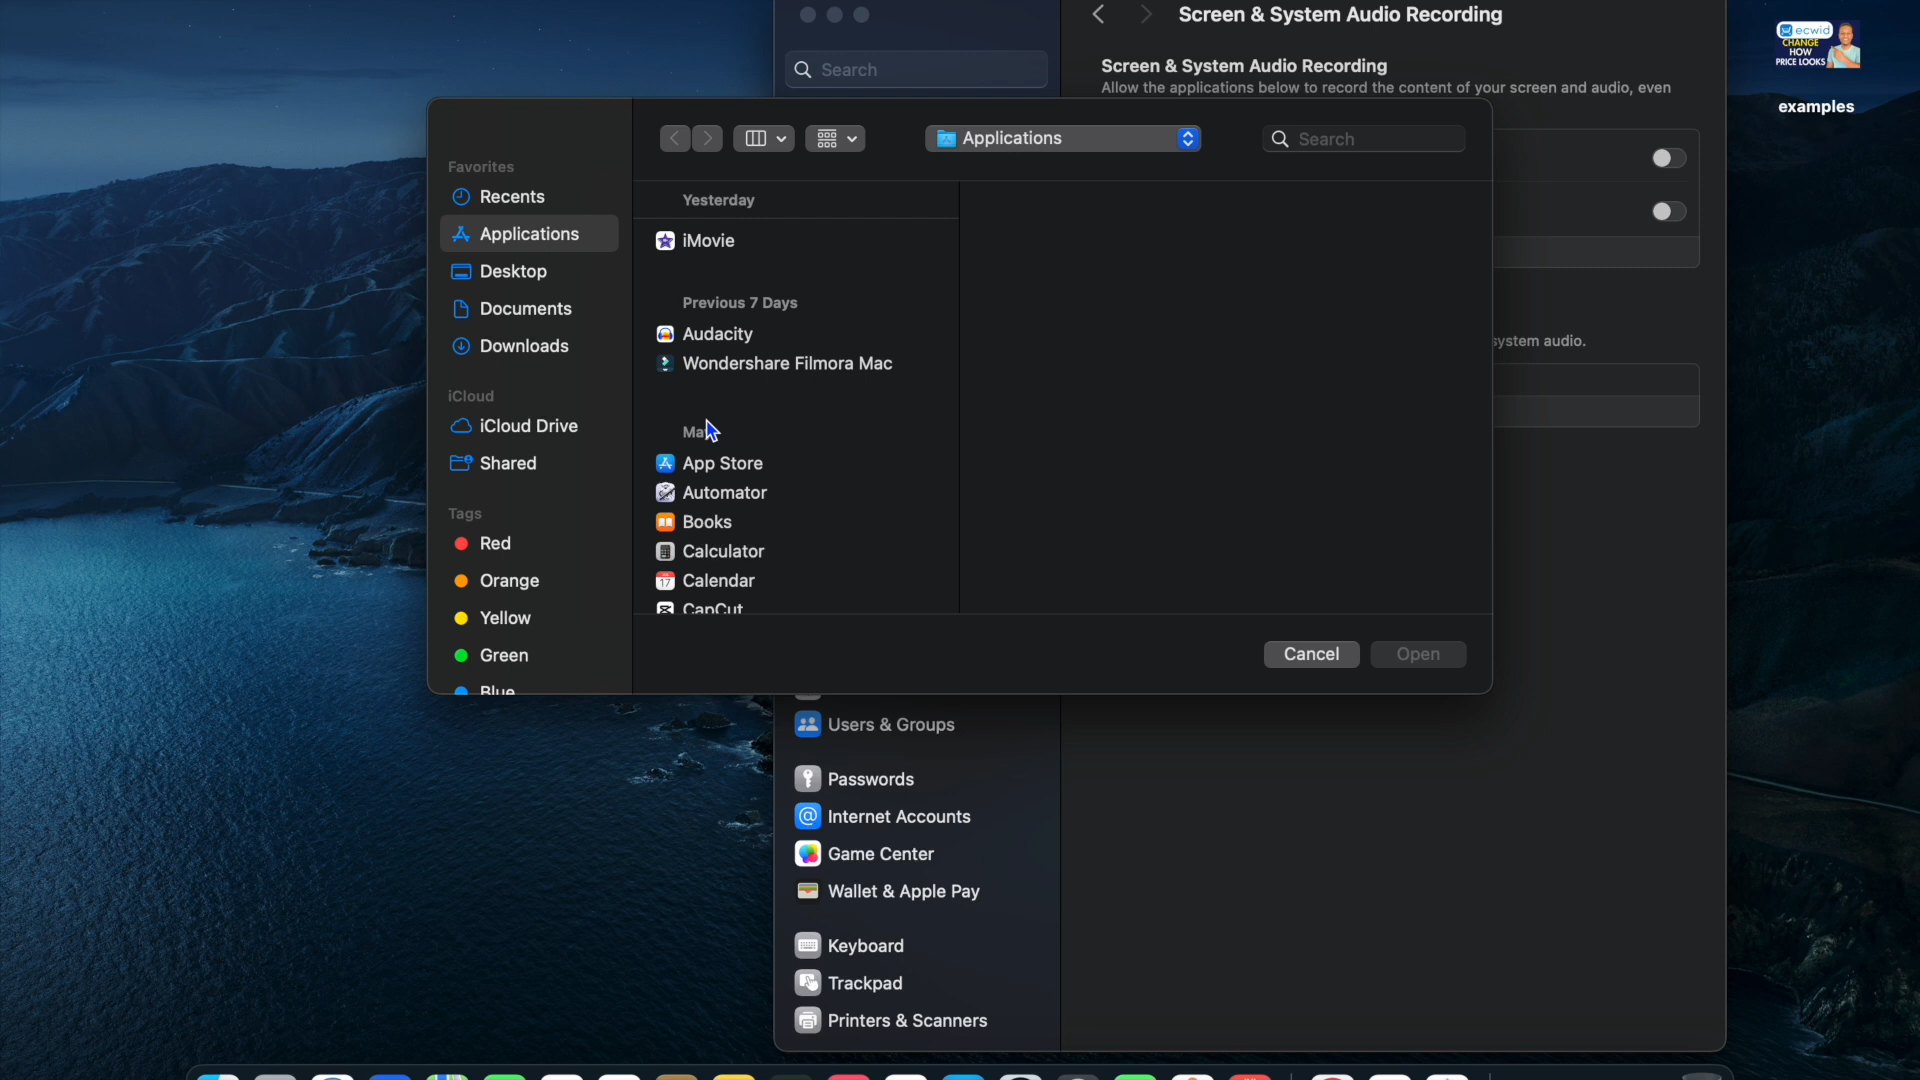 Screen & System Audio Recording
Search
Screen & System Audio Recording
Allow the applications below to record the content of your screen and audio, even
ecwid
CHANGE
HOW
PRICE LOOKS
examples
Applications
Search
Favorites
Recents
Applications
Desktop
Documents
Downloads
iCloud
iCloud Drive
Shared
Tags
Red
Orange
Yellow
Green
Blue
Yesterday
iMovie
Previous 7 Days
Audacity
Wondershare Filmora Mac
App Store
Automator
Books
Calculator
17
Calendar
CapCut
system audio.
Cancel
Open
Users & Groups
Passwords
Internet Accounts
Game Center
Wallet & Apple Pay
Keyboard
Trackpad
Printers & Scanners